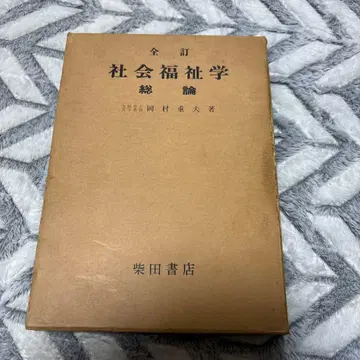 全訂
社会福祉学
総論
岡村重夫著
柴田書店